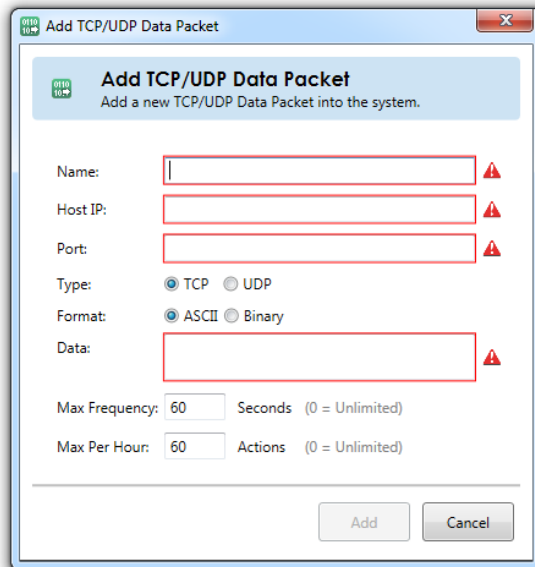 Add TCP/UDP Data Packet
Add TCP/UDP Data Packet
Add a new TCP/UDP Data Packet into the system.
Name:
Host IP:
Port:
Type: TCP UDP
Format: ASCII Binary
Data:
Max Frequency: 60 Seconds (0 = Unlimited)
Max Per Hour: 60 Actions (0 = Unlimited)
Add Cancel